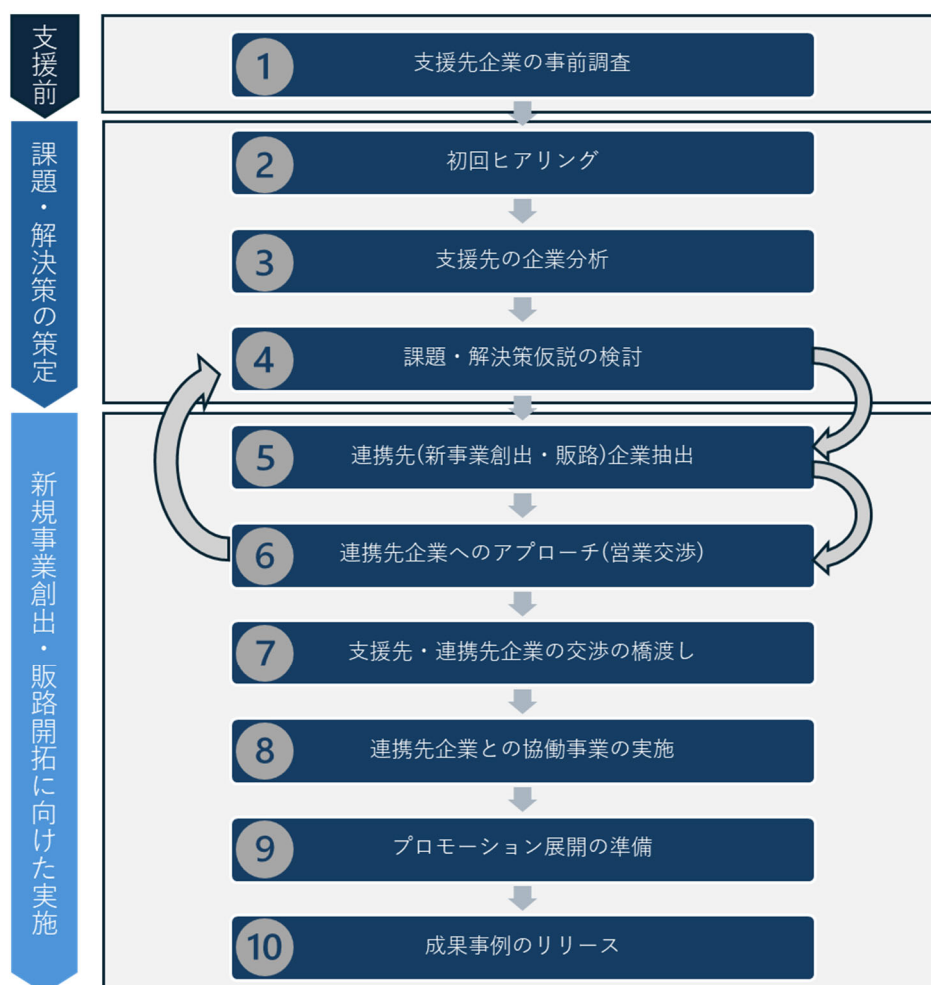 支援前
1
支援先企業の事前調査
課題・解決策の策定
2
初回ヒアリング
3
支援先の企業分析
4
課題・解決策仮説の検討
新規事業創出・販路開拓に向けた実施
5
連携先(新事業創出・販路)企業抽出
6
連携先企業へのアプローチ(営業交渉)
7
支援先・連携先企業の交渉の橋渡し
8
連携先企業との協働事業の実施
9
プロモーション展開の準備
10
成果事例のリリース